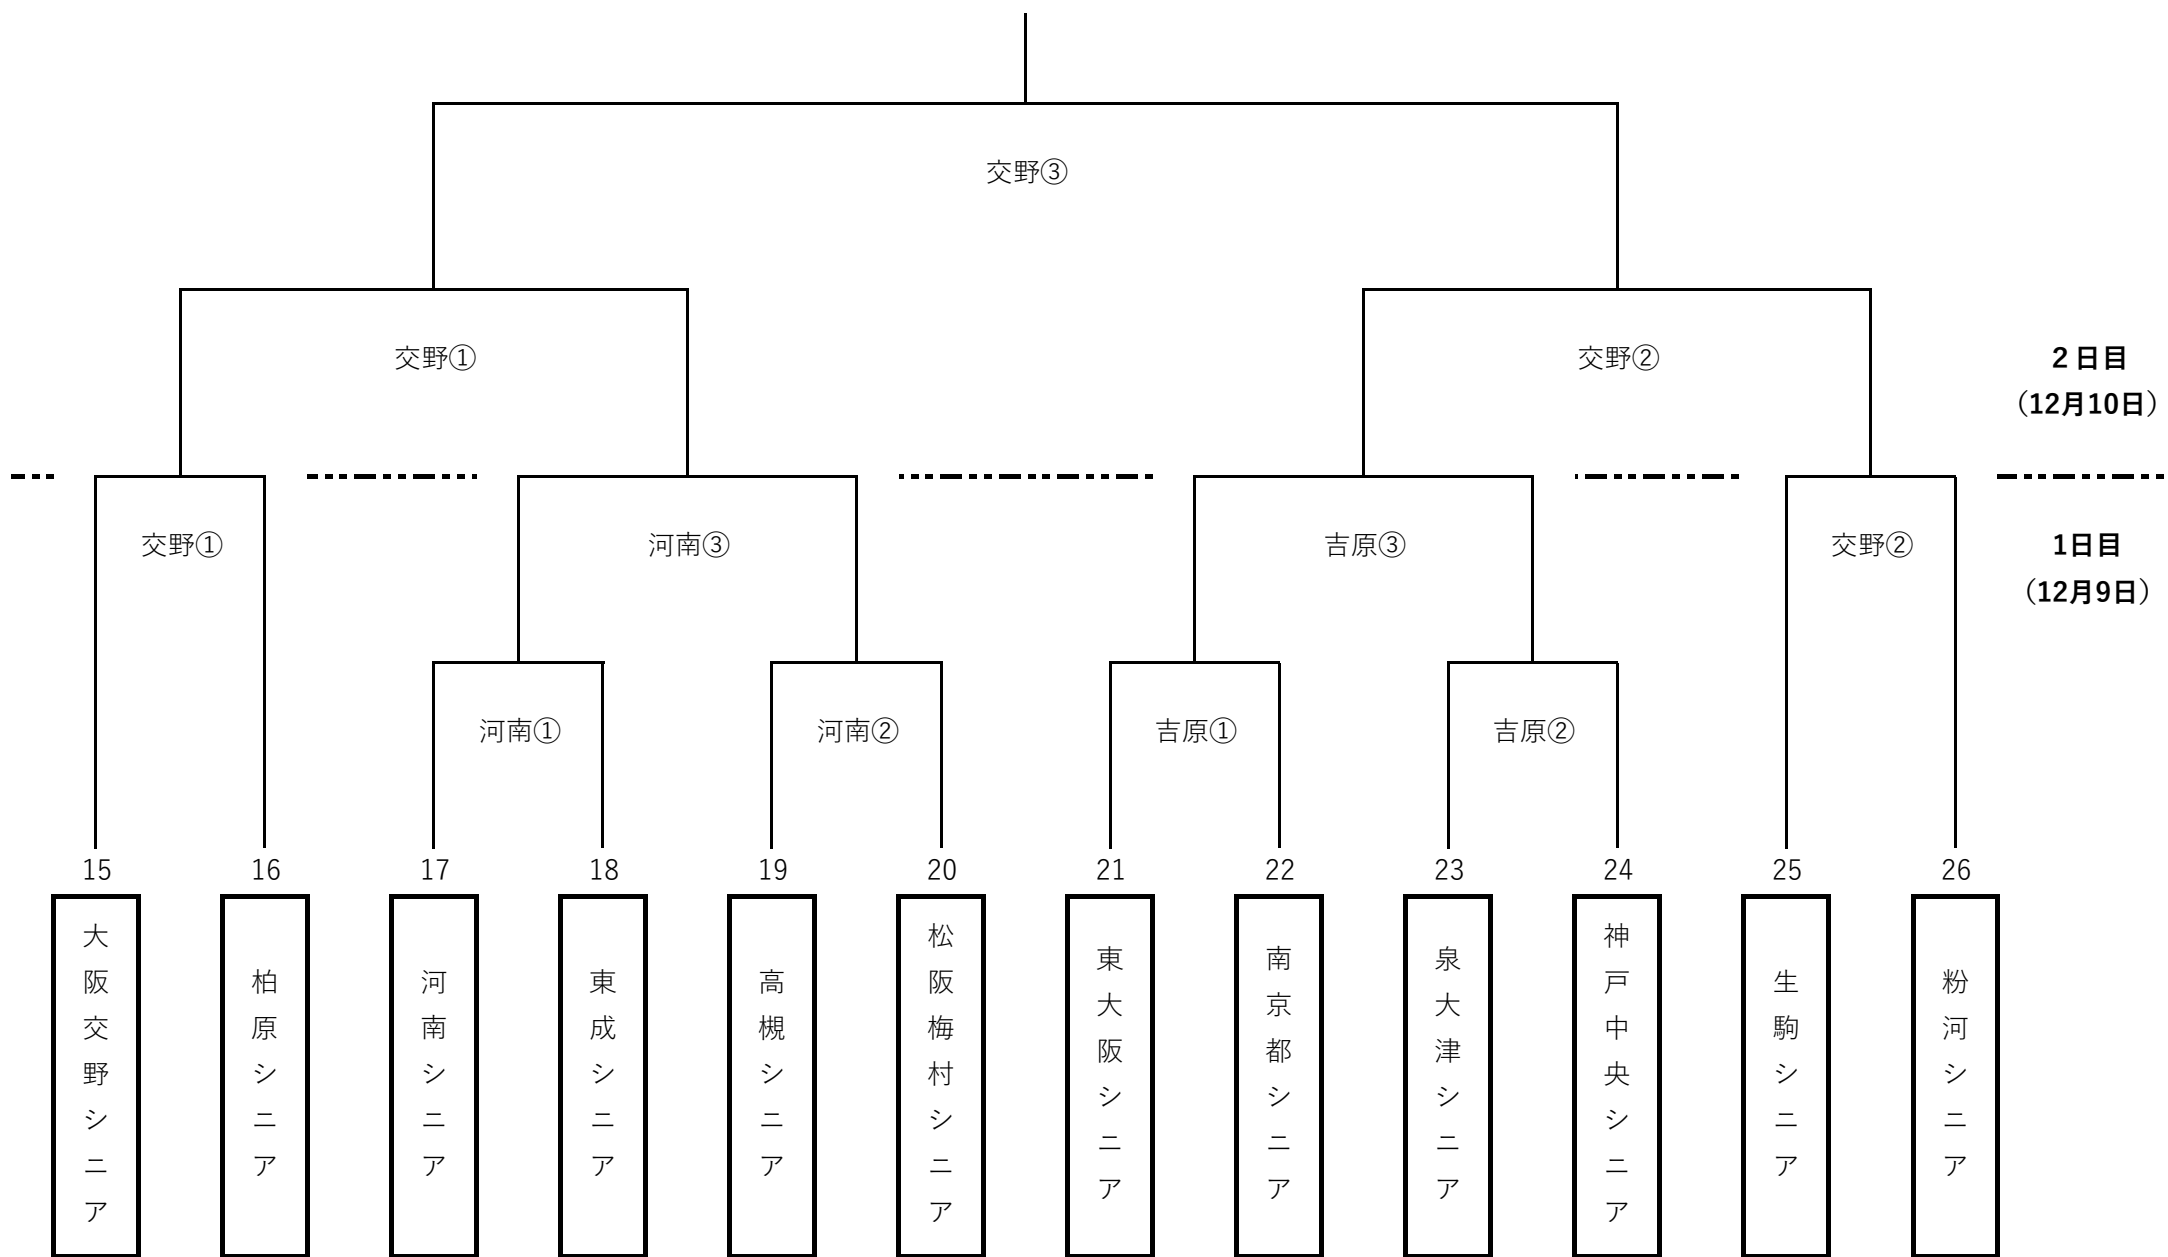 交野③
交野①
交野②
２日目
（12月10日）
交野①
河南③
吉原③
交野②
1日目
（12月9日）
河南①
河南②
吉原①
吉原②
15
16
17
18
19
20
21
22
23
24
25
26
大阪交野シニア
柏原シニア
河南シニア
東成シニア
高槻シニア
松阪梅村シニア
東大阪シニア
南京都シニア
泉大津シニア
神戸中央シニア
生駒シニア
粉河シニア